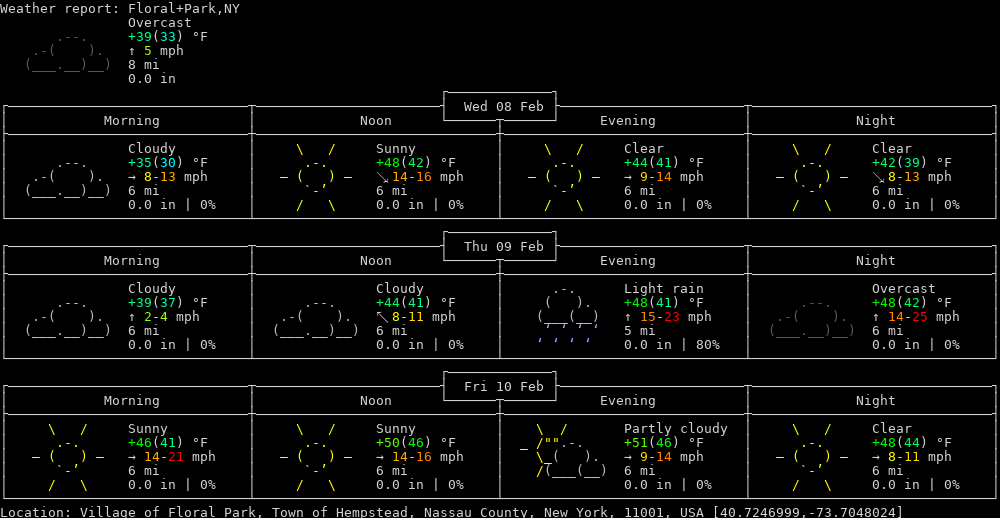 Weather report: Floral+Park,NY
Overcast
+39(33) °F
↑ 5 mph
8 mi
0.0 in
Wed 08 Feb
Morning Noon Evening Night
Cloudy Sunny Clear Clear
+35(30) °F +48(42) °F +44(41) °F +42(39) °F
→ 8-13 mph ↘ 14-16 mph → 9-14 mph ↘ 8-13 mph
6 mi 6 mi 6 mi 6 mi
0.0 in | 0% 0.0 in | 0% 0.0 in | 0% 0.0 in | 0%
Thu 09 Feb
Morning Noon Evening Night
Cloudy Cloudy Light rain Overcast
+39(37) °F +44(41) °F +48(41) °F +48(42) °F
↑ 2-4 mph ↖ 8-11 mph ↑ 15-23 mph ↑ 14-25 mph
6 mi 6 mi 5 mi 6 mi
0.0 in | 0% 0.0 in | 0% 0.0 in | 80% 0.0 in | 0%
Fri 10 Feb
Morning Noon Evening Night
Sunny Sunny Partly cloudy Clear
+46(41) °F +50(46) °F +51(46) °F +48(44) °F
→ 14-21 mph → 14-16 mph → 9-14 mph → 8-11 mph
6 mi 6 mi 6 mi 6 mi
0.0 in | 0% 0.0 in | 0% 0.0 in | 0% 0.0 in | 0%
Location: Village of Floral Park, Town of Hempstead, Nassau County, New York, 11001, USA [40.7246999,-73.7048024]